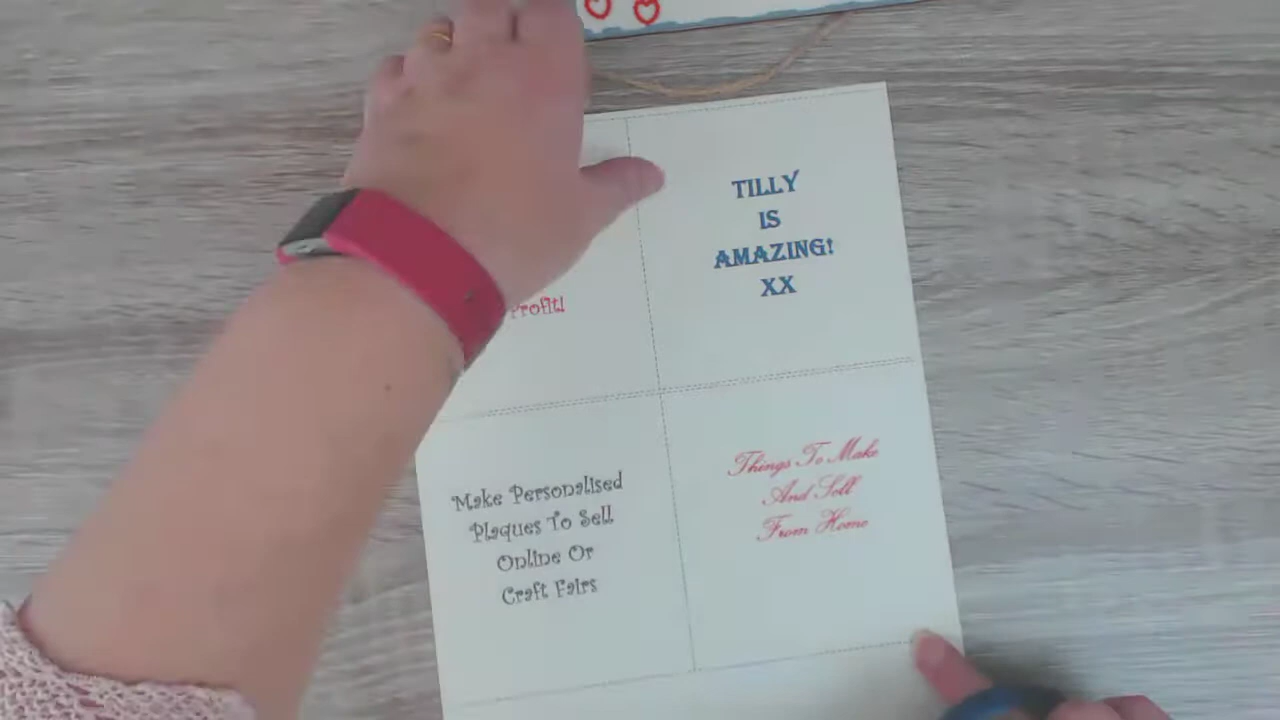 Profit!
TILLY
IS
AMAZING!
XX
Make Personalised
Plaques To Sell
Online Or
Craft Fairs
Things To Make
And Sell
From Home